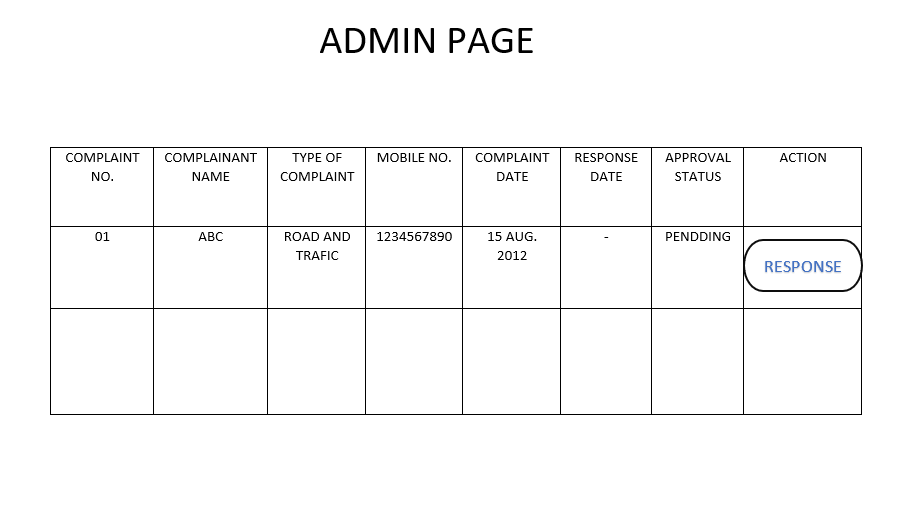 ADMIN PAGE
COMPLAINT
NO.
COMPLAINANT
NAME
TYPE OF
COMPLAINT
MOBILE NO.
COMPLAINT
DATE
RESPONSE
DATE
APPROVAL
STATUS
ACTION
01
ABC
ROAD AND
TRAFIC
1234567890
15 AUG.
2012
-
PENDDING
RESPONSE